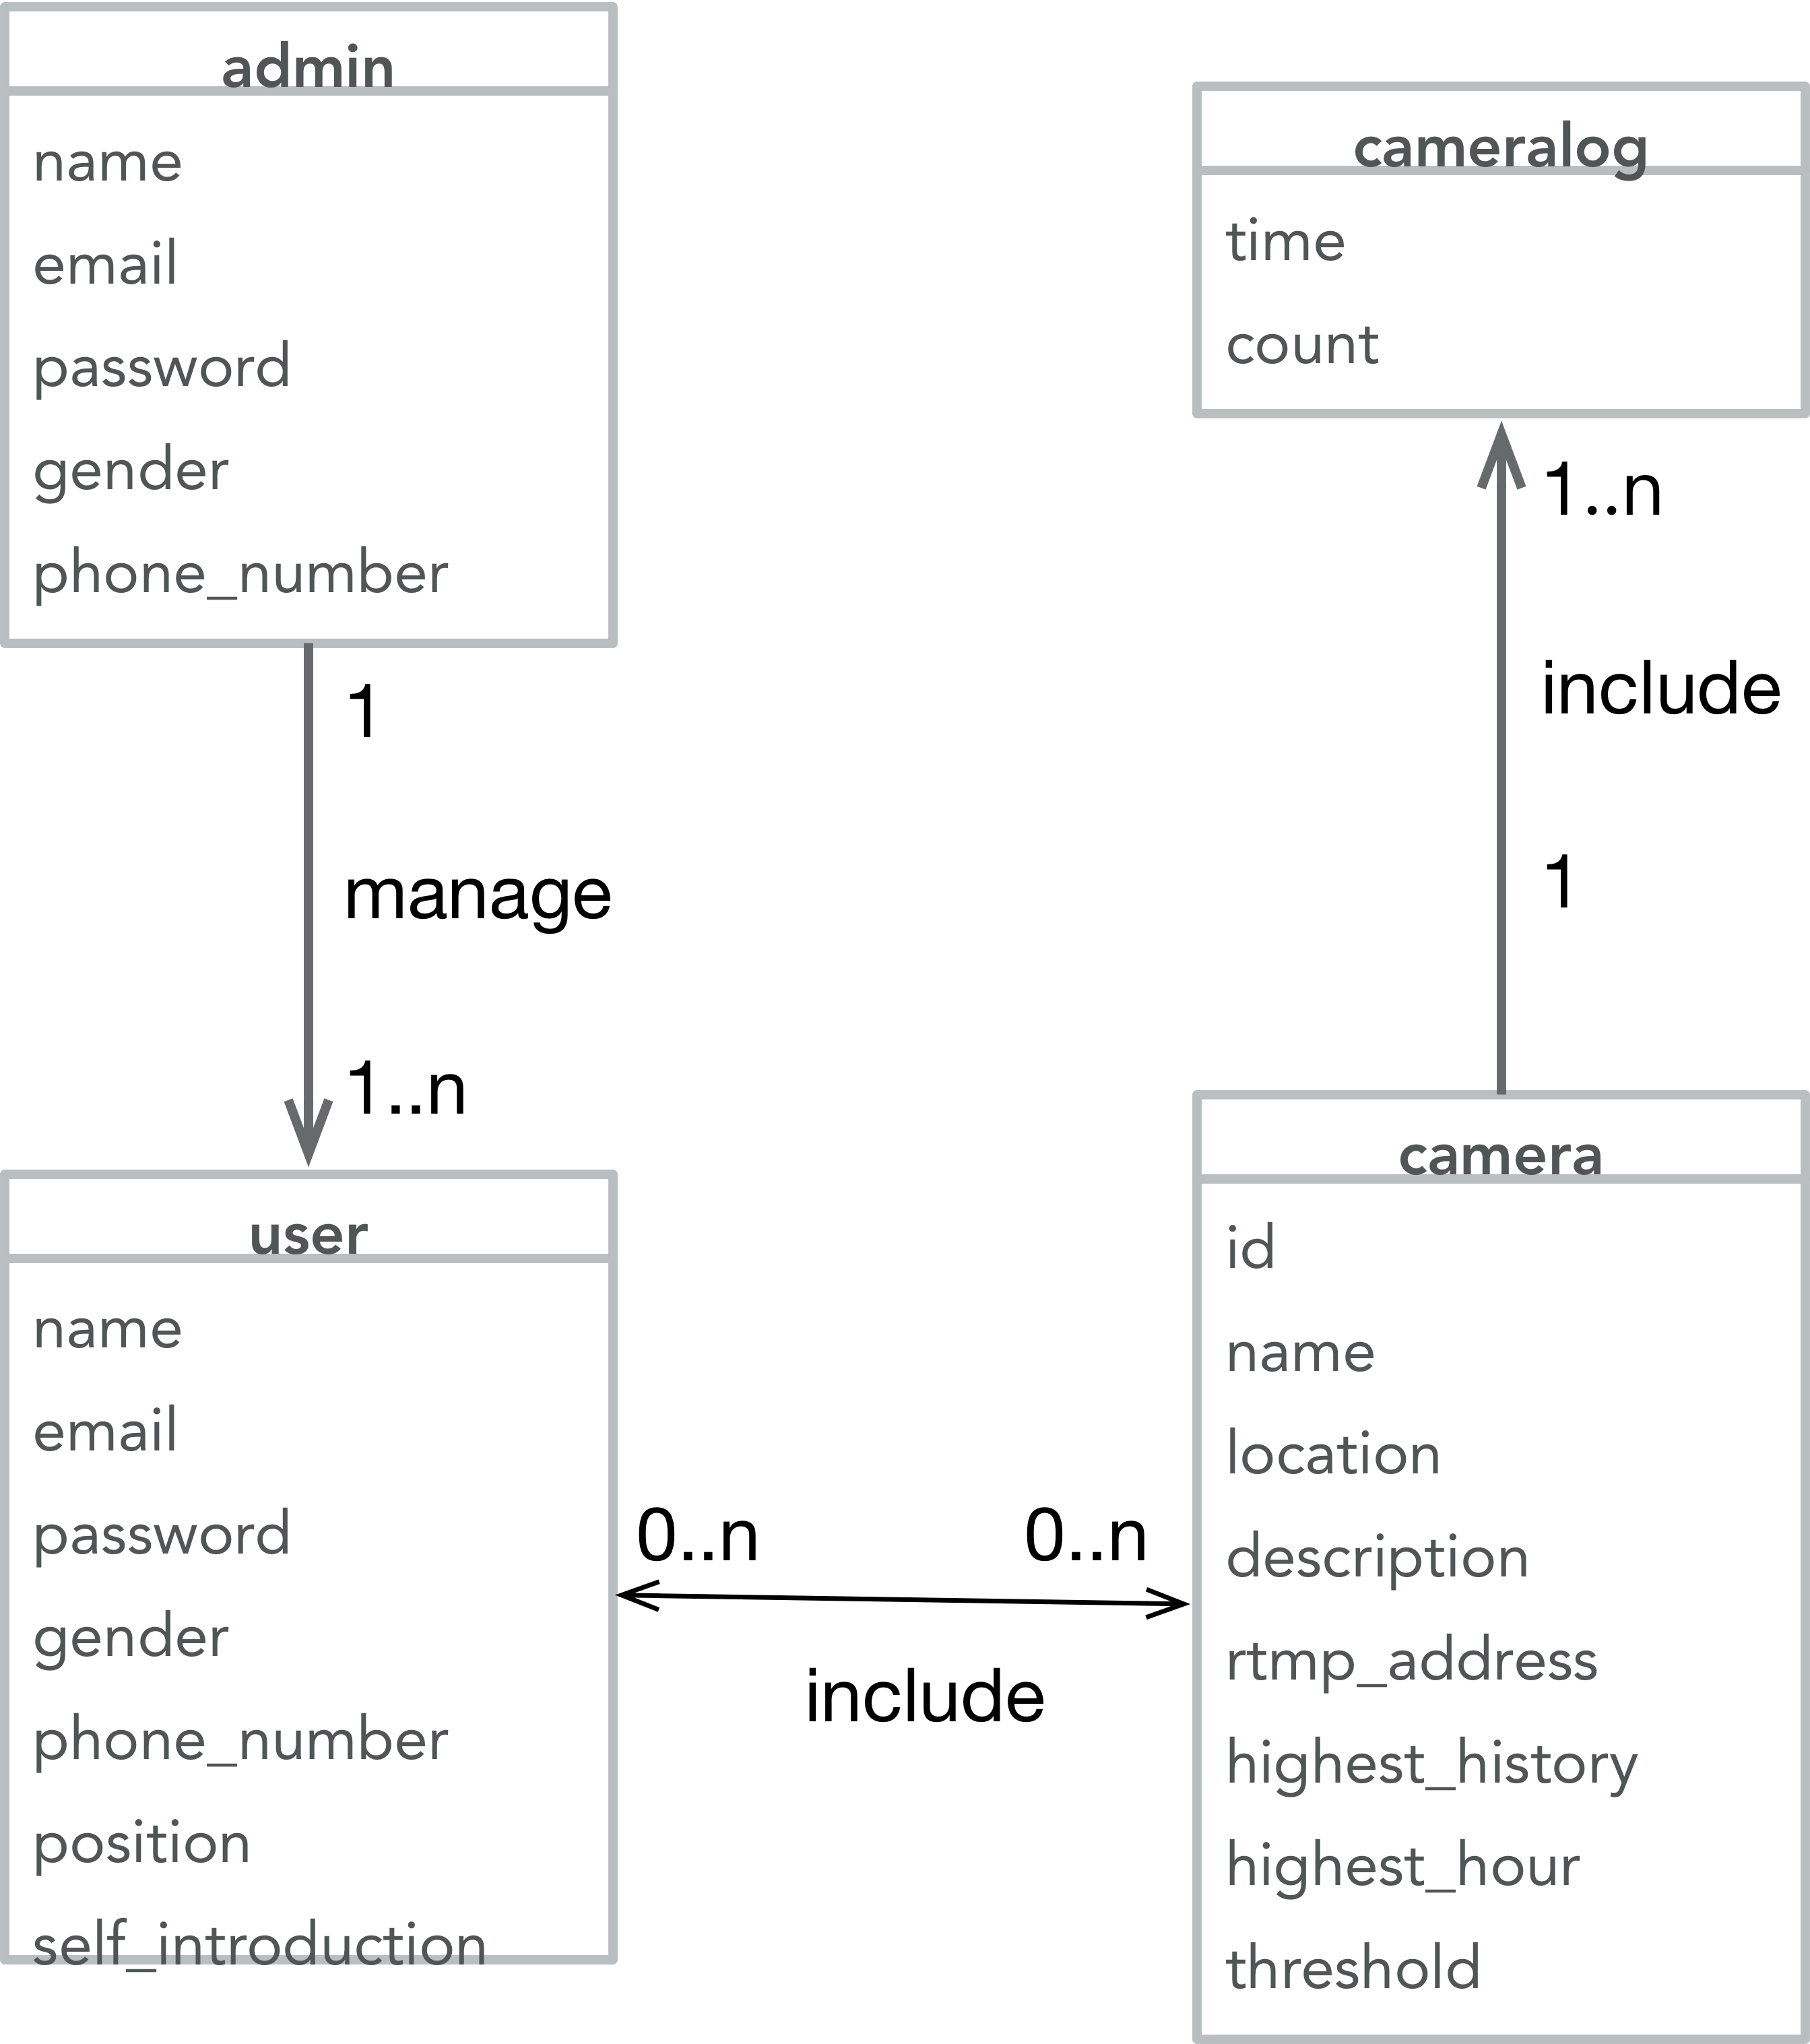 admin
name
email
password
gender
phone_number
1
manage
1..n
user
name
email
password
gender
phone_number
position
self_introduction
0..n
0..n
include
cameralog
time
count
1..n
include
1
camera
id
name
location
description
rtmp_address
highest_history
highest_hour
threshold